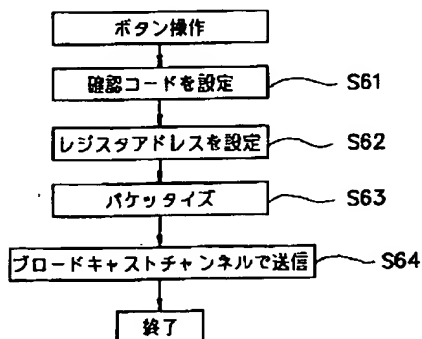 ボタン操作
確認コードを設定 S61
レジスタアドレスを設定 S62
パケッタイズ S63
ブロードキャストチャンネルで送信 S64
終了